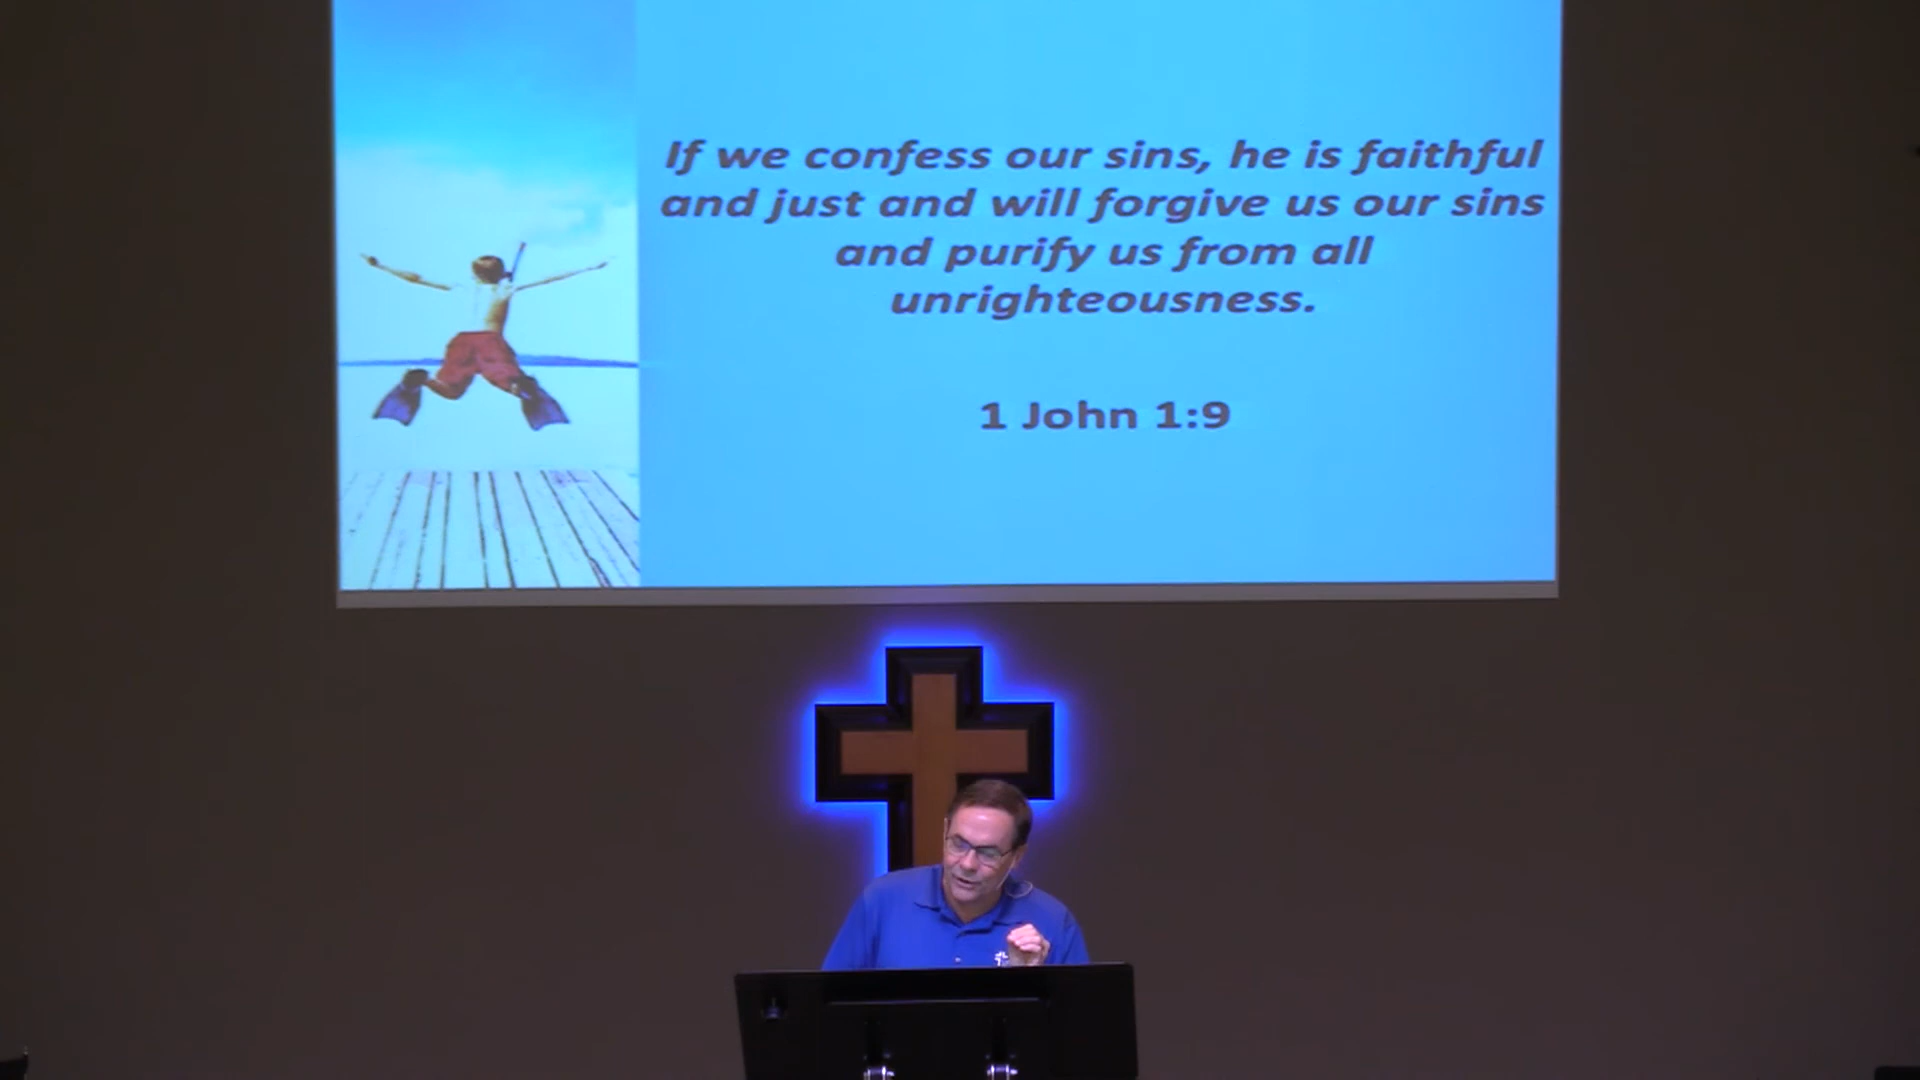 If we confess our sins, he is faithful
and just and will forgive us our sins
and purify us from all
unrighteousness.
1 John 1:9